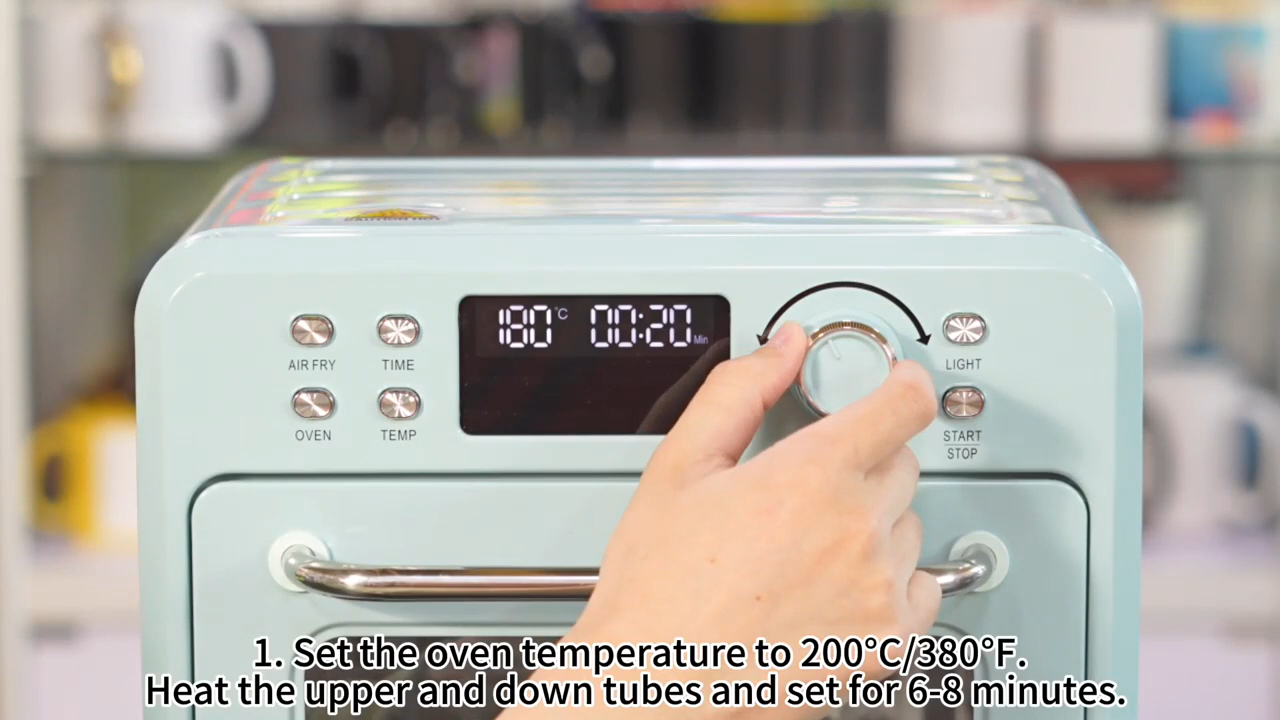 180 °C 00:20 Min
AIR FRY
TIME
LIGHT
OVEN
TEMP
START
STOP
1. Set the oven temperature to 200°C/380°F.
Heat the upper and down tubes and set for 6-8 minutes.